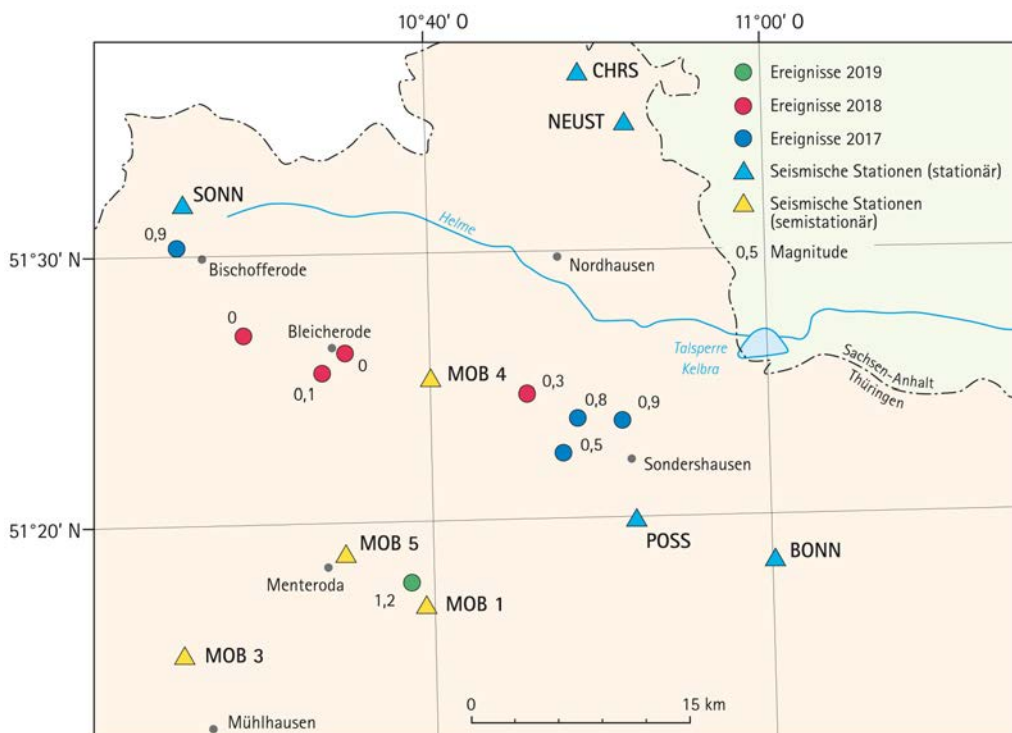 10°40' O
11°00' O
CHRS
NEUST
Ereignisse 2019
Ereignisse 2018
Ereignisse 2017
Seismische Stationen (stationär)
Seismische Stationen
(semistationär)
0,5 Magnitude
SONN
0,9
Bischofferode
51°30' N
Helme
Nordhausen
Talsperre
Kelbra
Sachsen-Anhalt
Thüringen
0
Bleicherode
0
0,1
MOB 4
0,3
0,8
0,9
0,5
Sondershausen
51°20' N
POSS
BONN
MOB 5
Menteroda
1,2
MOB 1
MOB 3
Mühlhausen
0
15 km